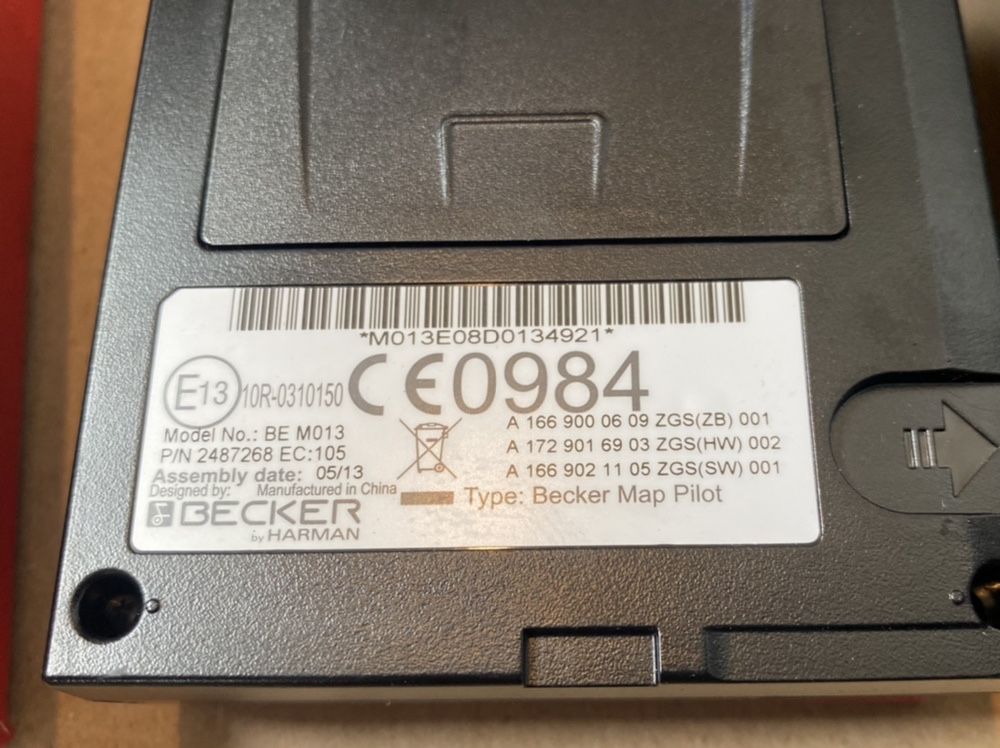 *M013E08D0134921*
E13 10R-0310150 CE0984
Model No.: BE M013
P/N 2487268 EC:105
Assembly date: 05/13
Designed by: Manufactured in China
BECKER
by HARMAN
A 166 900 06 09 ZGS(ZB) 001
A 172 901 69 03 ZGS(HW) 002
A 166 902 11 05 ZGS(SW) 001
Type: Becker Map Pilot